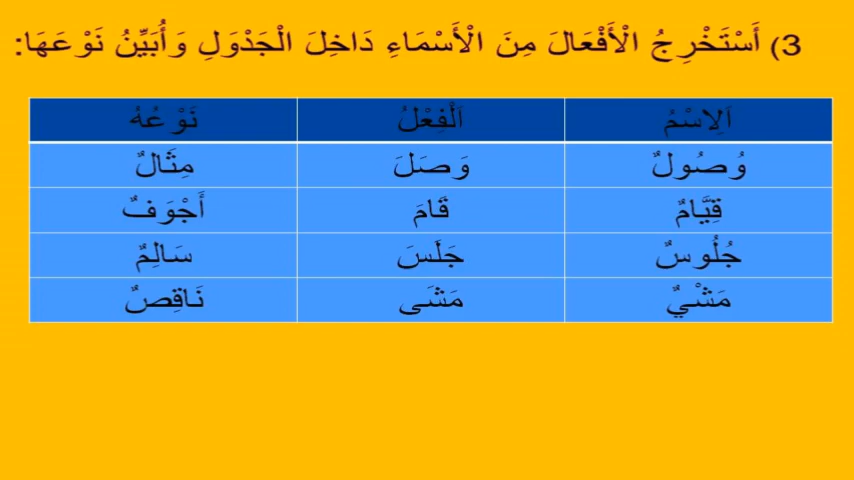 3) أَسْتَخْرِجُ الْأَفْعَالَ مِنَ الْأَسْمَاءِ دَاخِلَ الْجَدْوَلِ وَأُبَيِّنُ نَوْعَهَا:
اَلِاسْمُ اَلْفِعْلُ نَوْعُهُ
وُصُولٌ وَصَلَ مِثَالٌ
قِيَّامٌ قَامَ أَجْوَفٌ
جُلُوسٌ جَلَسَ سَالِمٌ
مَشْيٌ مَشَى نَاقِصٌ